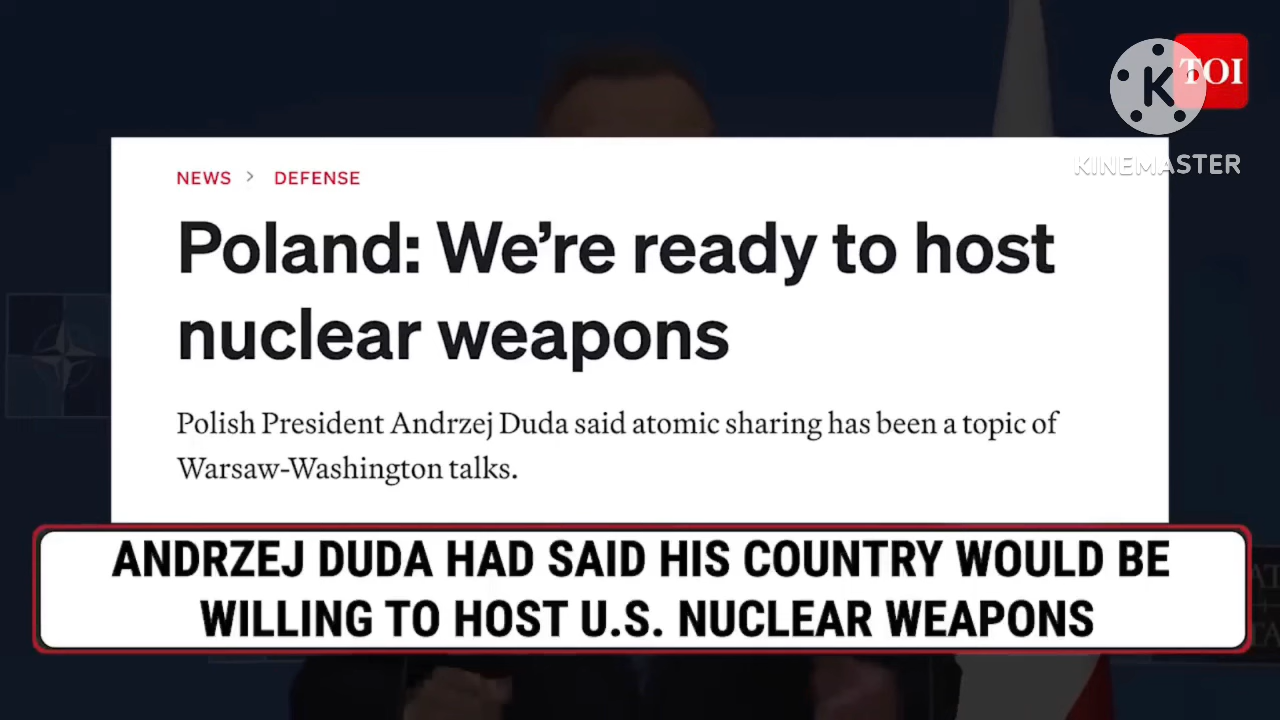 TOI
K
KINEMASTER
NEWS > DEFENSE
Poland: We’re ready to host
nuclear weapons
Polish President Andrzej Duda said atomic sharing has been a topic of
Warsaw-Washington talks.
ANDRZEJ DUDA HAD SAID HIS COUNTRY WOULD BE
WILLING TO HOST U.S. NUCLEAR WEAPONS